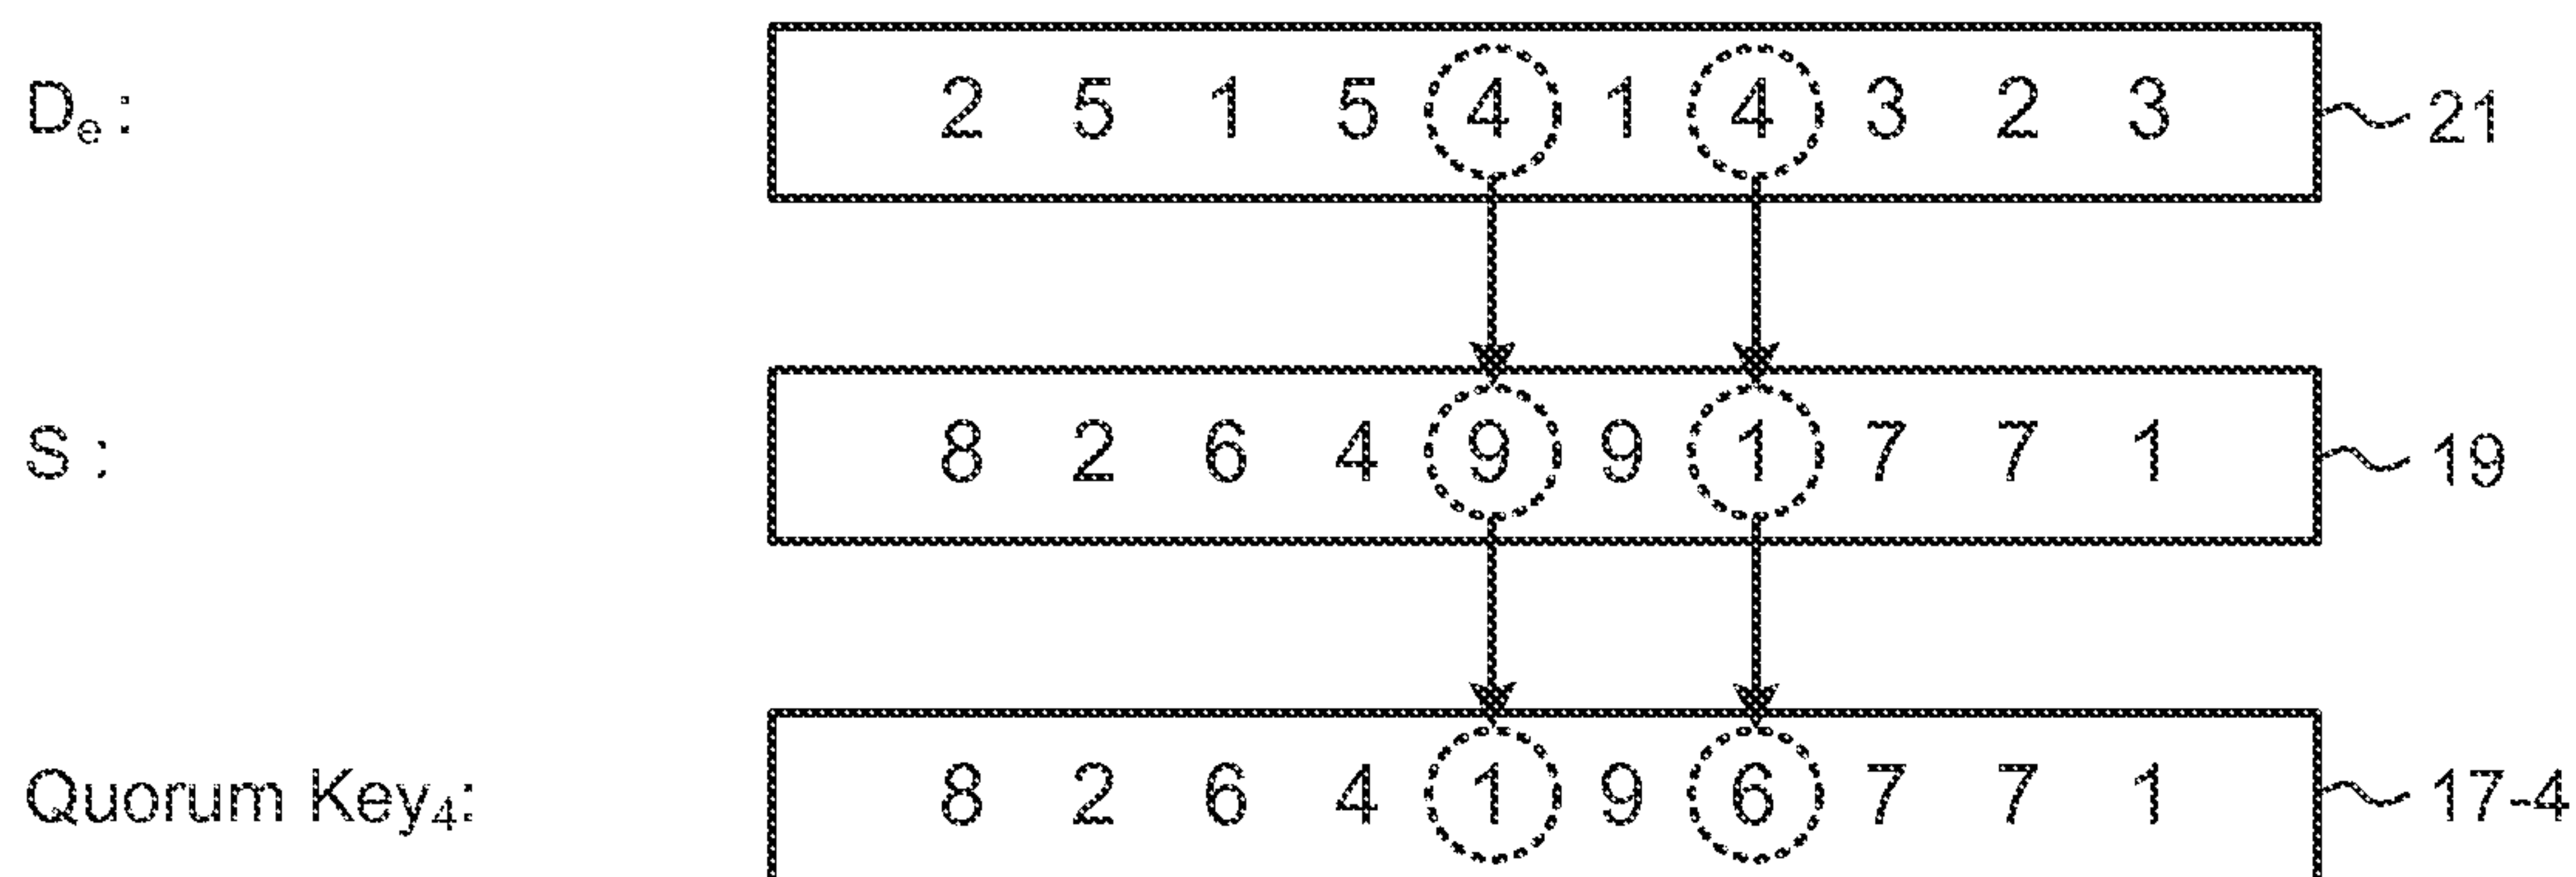 Dₑ : 2 5 1 5 4 1 4 3 2 3 21
S : 8 2 6 4 9 9 1 7 7 1 19
Quorum Key₄: 8 2 6 4 1 9 6 7 7 1 17-4